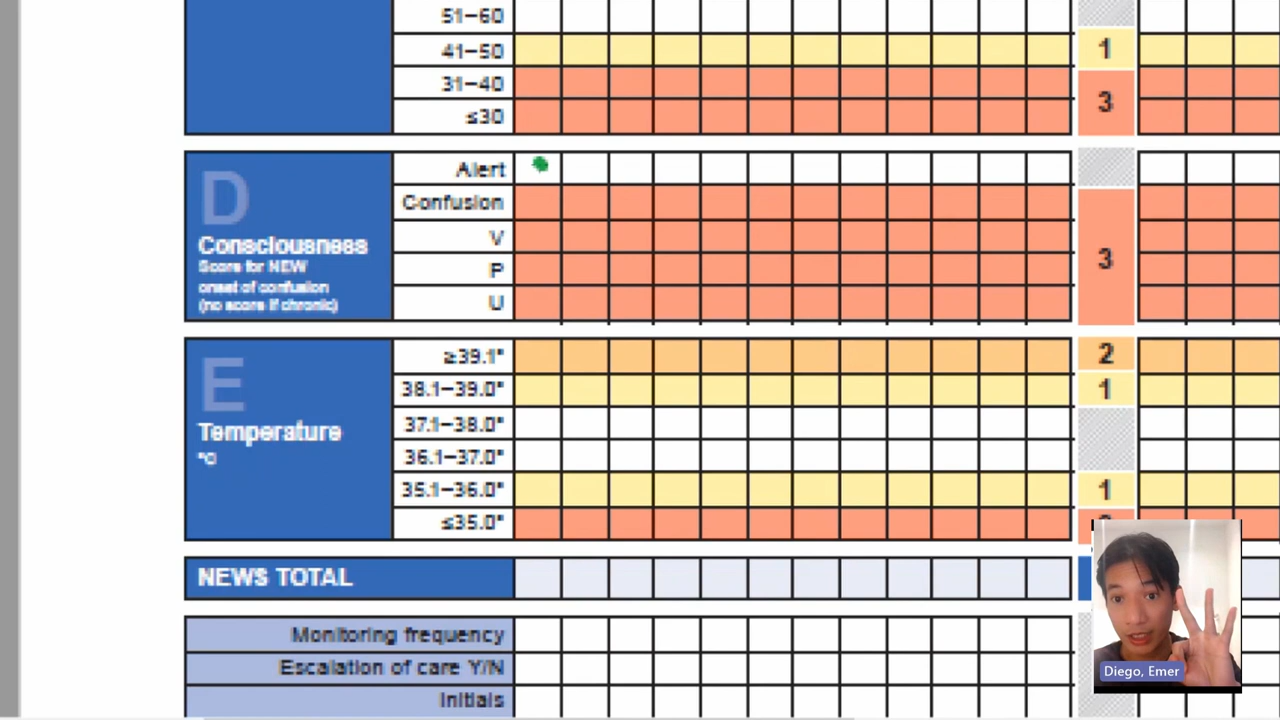 51–60
41–50
1
31–40
3
≤30
D
Alert
Confusion
Consciousness
V
3
Score for NEW
onset of confusion
(no score if chronic)
P
U
E
≥39.1°
2
38.1–39.0°
1
Temperature
°C
37.1–38.0°
36.1–37.0°
35.1–36.0°
1
≤35.0°
NEWS TOTAL
Monitoring frequency
Escalation of care Y/N
Initials
Diego, Emer